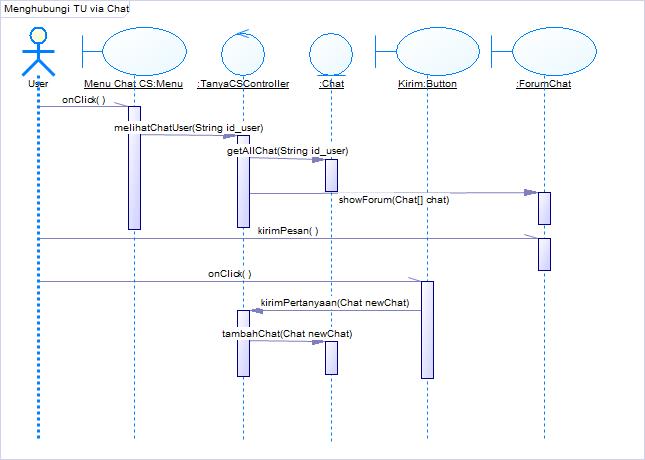 Menghubungi TU via Chat
User
Menu Chat CS:Menu
:TanyaCSController
:Chat
Kirim:Button
:ForumChat
onClick( )
melihatChatUser(String id_user)
getAllChat(String id_user)
showForum(Chat[] chat)
kirimPesan( )
onClick( )
kirimPertanyaan(Chat newChat)
tambahChat(Chat newChat)